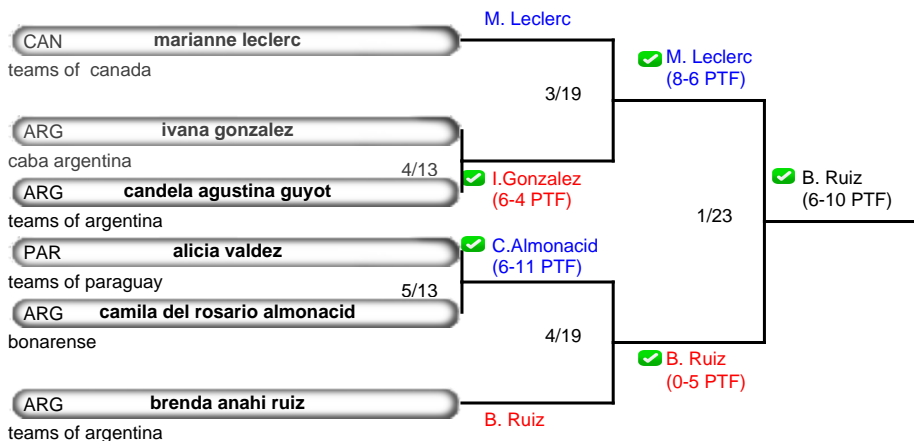 M. Leclerc
CAN marianne leclerc
teams of canada
M. Leclerc
(8-6 PTF)
3/19
ARG ivana gonzalez
caba argentina
4/13
I.Gonzalez
(6-4 PTF)
ARG candela agustina guyot
teams of argentina
B. Ruiz
(6-10 PTF)
1/23
PAR alicia valdez
teams of paraguay
C.Almonacid
(6-11 PTF)
5/13
ARG camila del rosario almonacid
bonarense
4/19
B. Ruiz
(0-5 PTF)
ARG brenda anahi ruiz
teams of argentina
B. Ruiz